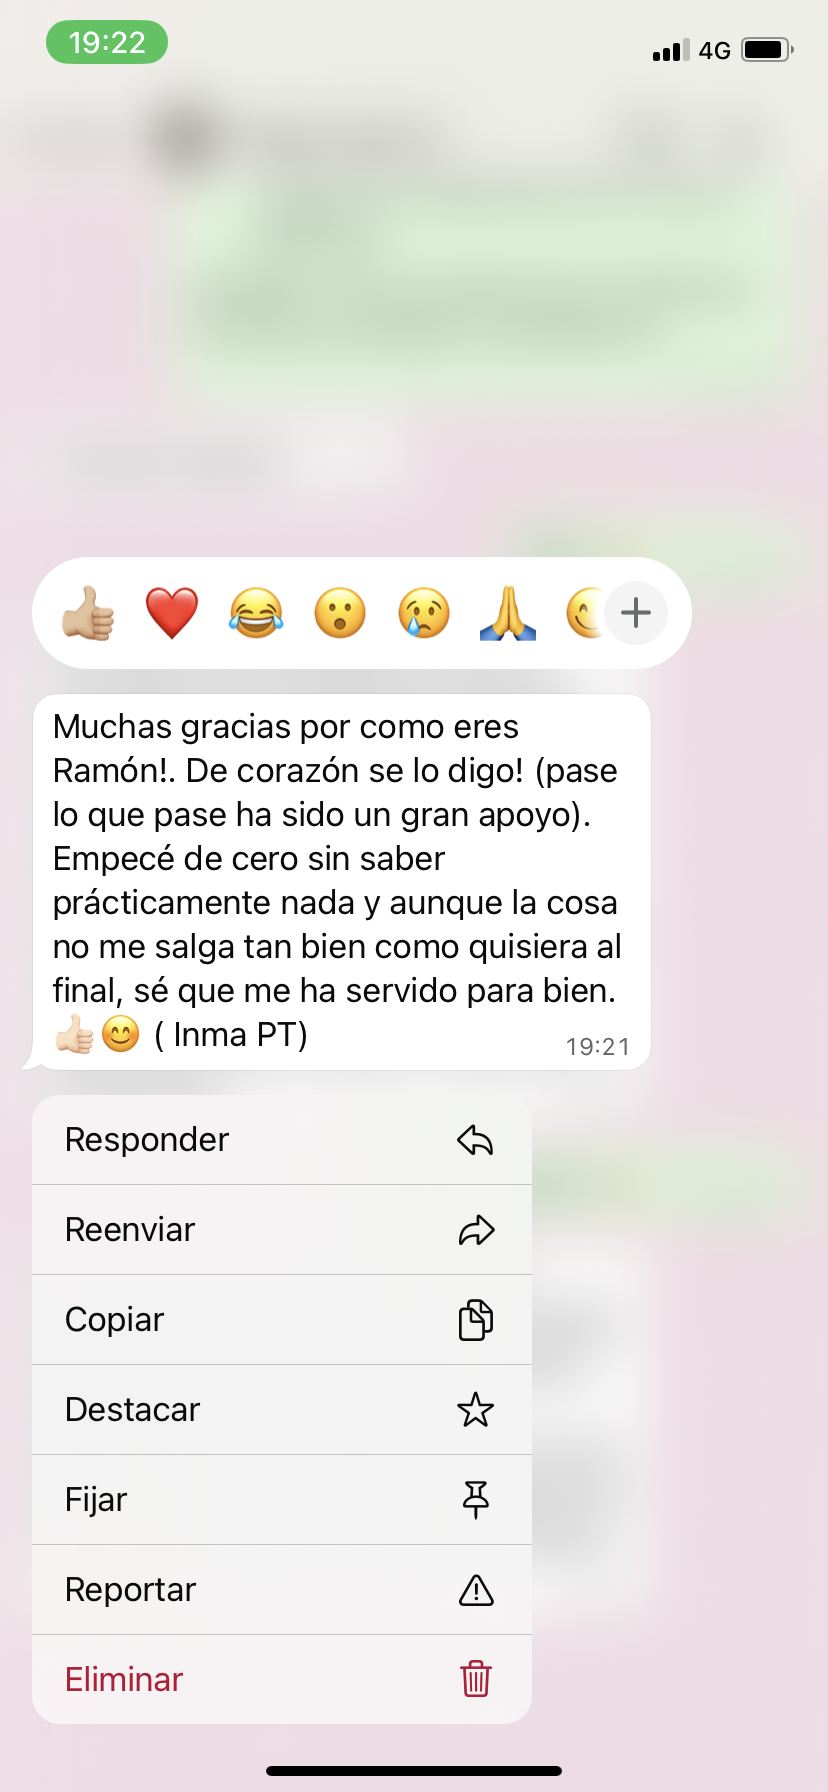 19:22
4G
Muchas gracias por como eres
Ramón!. De corazón se lo digo! (pase
lo que pase ha sido un gran apoyo).
Empecé de cero sin saber
prácticamente nada y aunque la cosa
no me salga tan bien como quisiera al
final, sé que me ha servido para bien.
👍🏻😊 ( Inma PT)
19:21
Responder
Reenviar
Copiar
Destacar
Fijar
Reportar
Eliminar